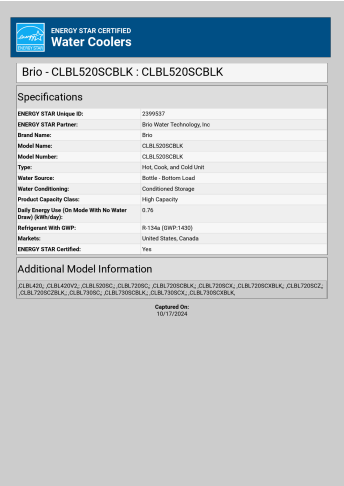 ENERGY STAR CERTIFIED
Water Coolers
ENERGY STAR
Brio - CLBL520SCBLK : CLBL520SCBLK
Specifications
ENERGY STAR Unique ID: 2399537
ENERGY STAR Partner: Brio Water Technology, Inc
Brand Name: Brio
Model Name: CLBL520SCBLK
Model Number: CLBL520SCBLK
Type: Hot, Cook, and Cold Unit
Water Source: Bottle - Bottom Load
Water Conditioning: Conditioned Storage
Product Capacity Class: High Capacity
Daily Energy Use (On Mode With No Water 0.76
Draw) (kWh/day):
Refrigerant With GWP: R-134a (GWP:1430)
Markets: United States, Canada
ENERGY STAR Certified: Yes
Additional Model Information
,CLBL420,; ,CLBL420V2,; ,CLBL520SC,; ,CLBL720SC,; ,CLBL720SCBLK,; ,CLBL720SCX,; ,CLBL720SCXBLK,; ,CLBL720SCZ,;
,CLBL720SCZBLK,; ,CLBL730SC,; ,CLBL730SCBLK,; ,CLBL730SCX,; ,CLBL730SCXBLK,
Captured On:
10/17/2024